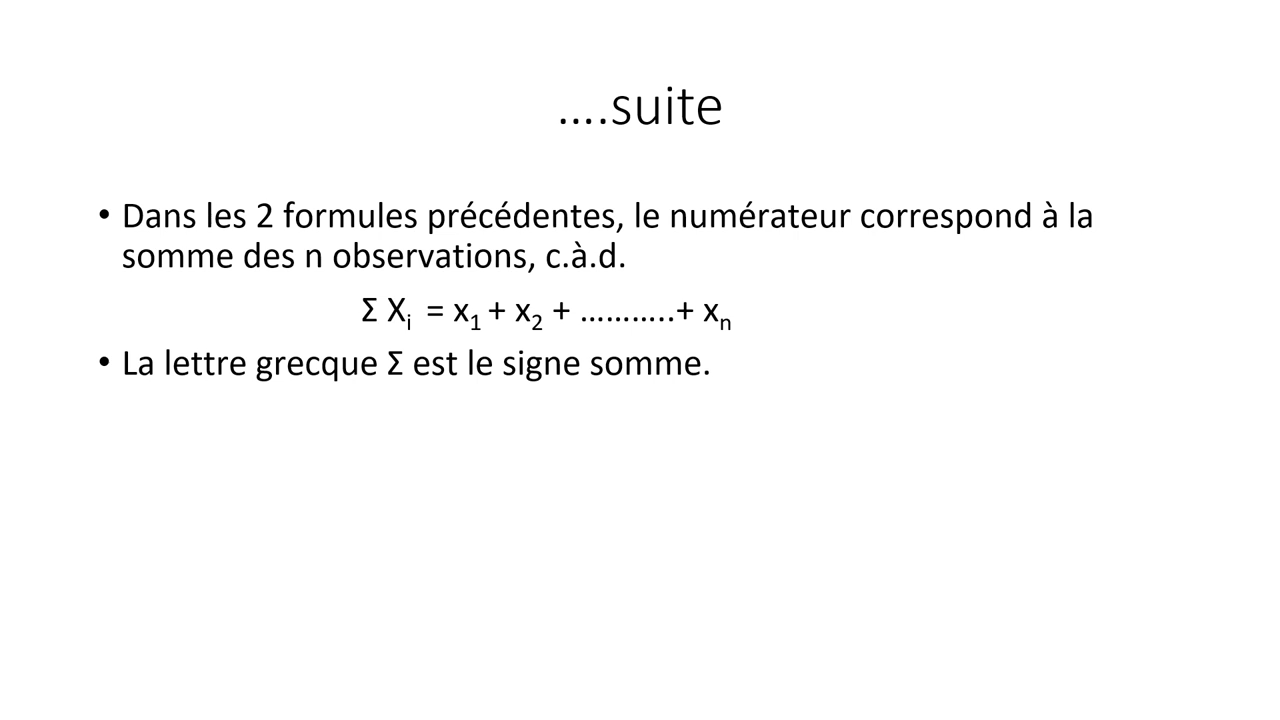 ....suite
• Dans les 2 formules précédentes, le numérateur correspond à la
somme des n observations, c.à.d.
Σ Xᵢ = x₁ + x₂ + ………..+ xₙ
• La lettre grecque Σ est le signe somme.